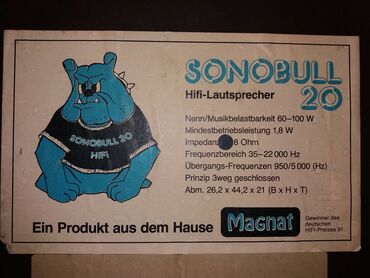 SONOBULL 20
Hifi-Lautsprecher
Nenn/Musikbelastbarkeit 60–100 W
Mindestbetriebsleistung 1,8 W
Impedanz 8 Ohm
Frequenzbereich 35–22 000 Hz
Übergangs-Frequenzen 950/5 000 (Hz)
Prinzip 3weg geschlossen
Abm. 26,2 x 44,2 x 21 (B x H x T)
SONOBULL 20
HIFI
Ein Produkt aus dem Hause Magnat
Gewinner des
deutschen
HiFi-Preises 81